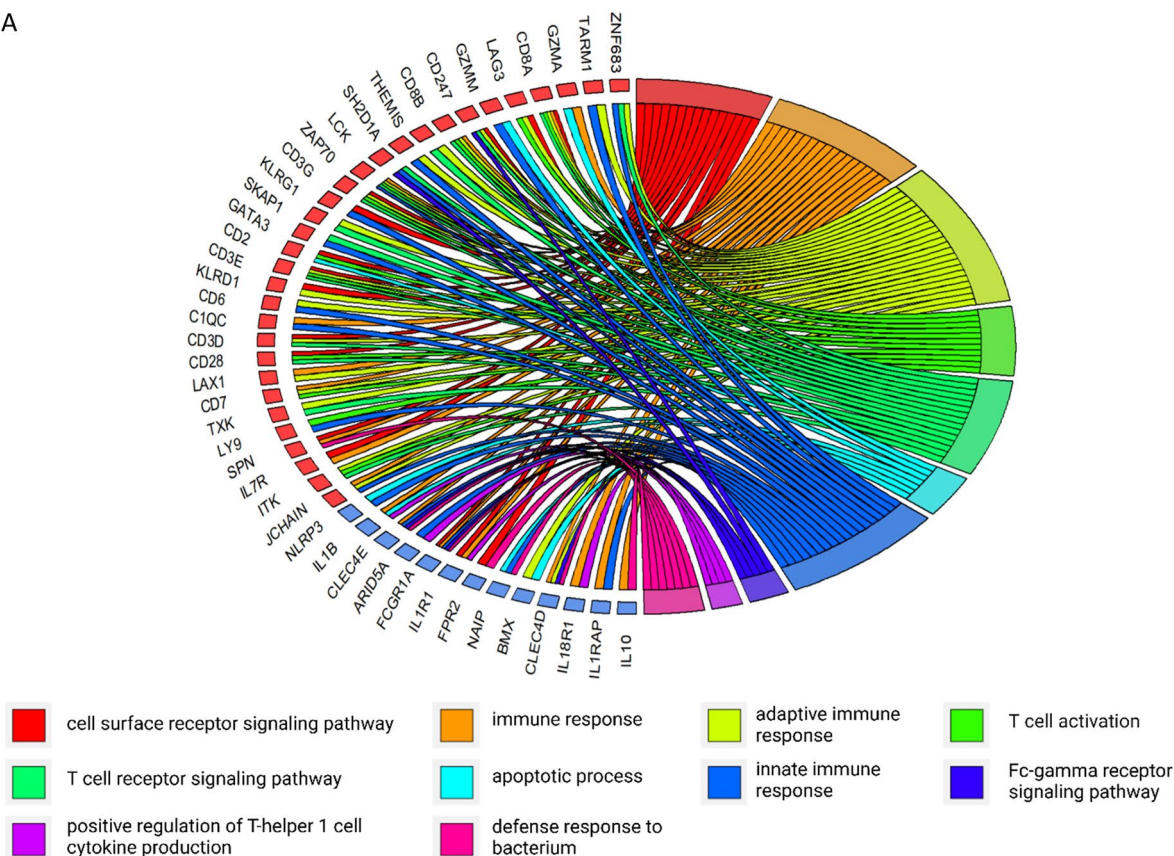 A
ZNF683
TARM1
GZMA
CD8A
LAG3
GZMM
CD247
CD8B
THEMIS
SH2D1A
LCK
ZAP70
CD3G
KLRG1
SKAP1
GATA3
CD2
CD3E
KLRD1
CD6
C1QC
CD3D
CD28
LAX1
CD7
TXK
LY9
SPN
IL7R
ITK
JCHAIN
NLRP3
IL1B
CLEC4E
ARID5A
FCGR1A
IL1R1
FPR2
NAIP
BMX
CLEC4D
IL18R1
IL1RAP
IL10
cell surface receptor signaling pathway
immune response
adaptive immune
response
T cell activation
T cell receptor signaling pathway
apoptotic process
innate immune
response
Fc-gamma receptor
signaling pathway
positive regulation of T-helper 1 cell
cytokine production
defense response to
bacterium